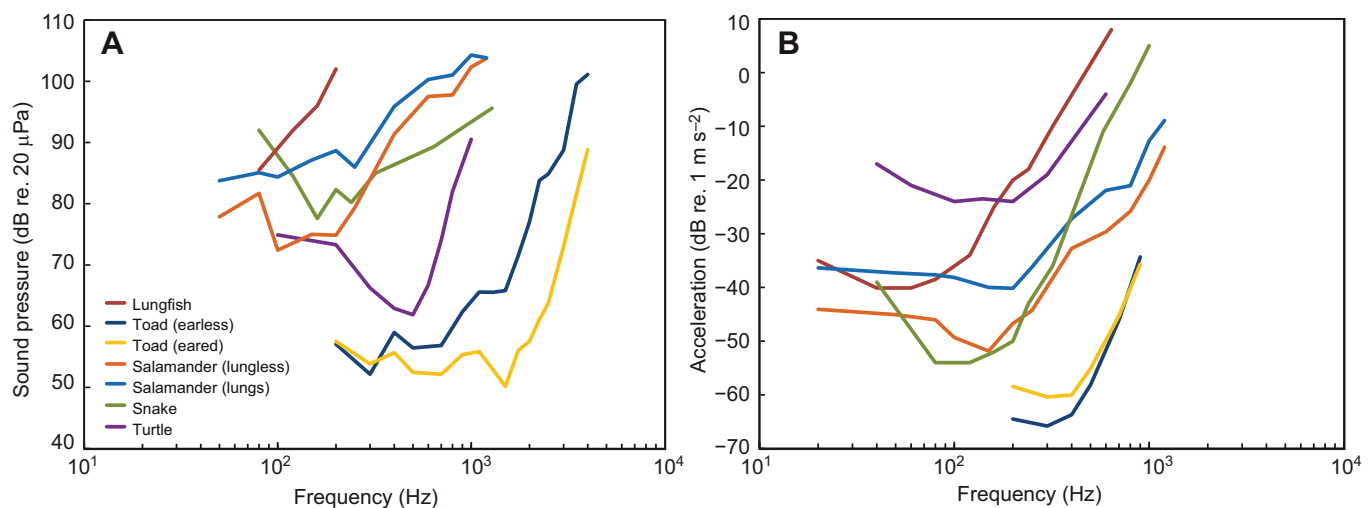 A
Sound pressure (dB re. 20 μPa)
110
100
90
80
70
60
50
40
Lungfish
Toad (earless)
Toad (eared)
Salamander (lungless)
Salamander (lungs)
Snake
Turtle
10¹ 10² 10³ 10⁴
Frequency (Hz)
B
Acceleration (dB re. 1 m s⁻²)
10
0
−10
−20
−30
−40
−50
−60
−70
10¹ 10² 10³ 10⁴
Frequency (Hz)